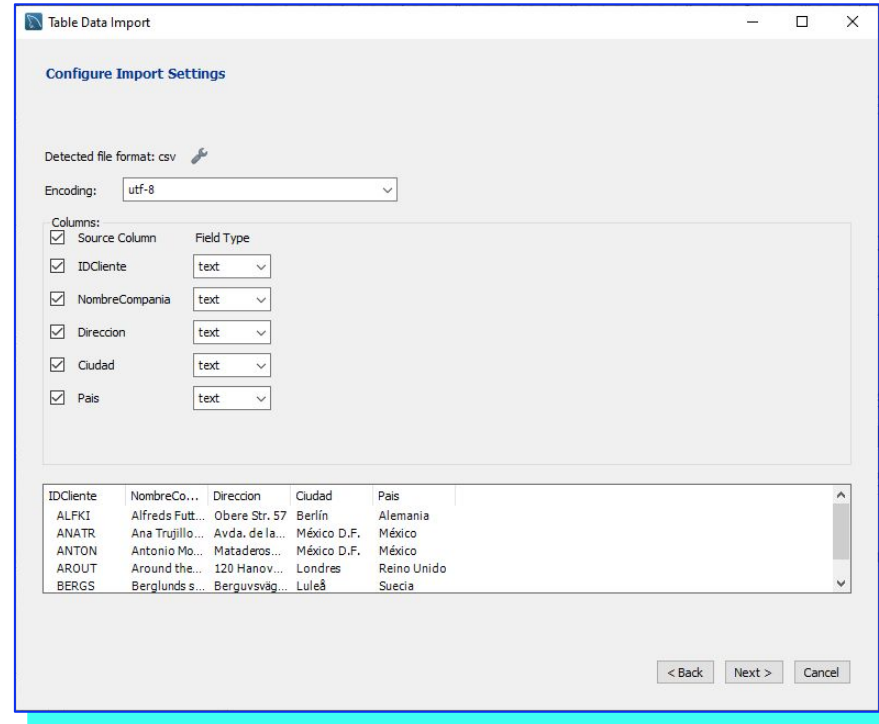 Table Data Import
Configure Import Settings
Detected file format: csv
Encoding: utf-8
Columns:
Source Column Field Type
IDCliente text
NombreCompania text
Direccion text
Ciudad text
Pais text
IDCliente NombreCo... Direccion Ciudad Pais
ALFKI Alfreds Futt... Obere Str. 57 Berlín Alemania
ANATR Ana Trujillo... Avda. de la... México D.F. México
ANTON Antonio Mo... Mataderos... México D.F. México
AROUT Around the... 120 Hanov... Londres Reino Unido
BERGS Berglunds s... Berguvsväg... Luleå Suecia
< Back Next > Cancel